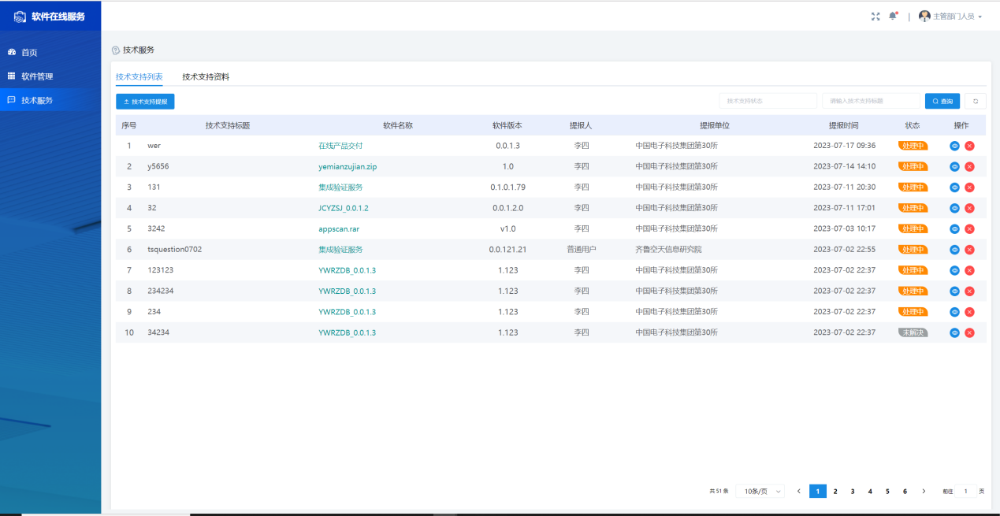 软件在线服务
主管部门人员
首页
软件管理
技术服务
技术服务
技术支持列表 技术支持资料
技术支持提报 技术支持状态 请输入技术支持标题 查询
序号 技术支持标题 软件名称 软件版本 提报人 提报单位 提报时间 状态 操作
1 wer 在线产品交付 0.0.1.3 李四 中国电子科技集团第30所 2023-07-17 09:36 处理中
2 y5656 yemianzujian.zip 1.0 李四 中国电子科技集团第30所 2023-07-14 14:10 处理中
3 131 集成验证服务 0.1.0.1.79 李四 中国电子科技集团第30所 2023-07-11 20:30 处理中
4 32 JCYZSJ_0.0.1.2 0.0.1.2.0 李四 中国电子科技集团第30所 2023-07-11 17:01 处理中
5 3242 appscan.rar v1.0 李四 中国电子科技集团第30所 2023-07-03 10:17 处理中
6 tsquestion0702 集成验证服务 0.0.121.21 普通用户 齐鲁空天信息研究院 2023-07-02 22:55 处理中
7 123123 YWRZDB_0.0.1.3 1.123 李四 中国电子科技集团第30所 2023-07-02 22:37 处理中
8 234234 YWRZDB_0.0.1.3 1.123 李四 中国电子科技集团第30所 2023-07-02 22:37 处理中
9 234 YWRZDB_0.0.1.3 1.123 李四 中国电子科技集团第30所 2023-07-02 22:37 处理中
10 34234 YWRZDB_0.0.1.3 1.123 李四 中国电子科技集团第30所 2023-07-02 22:37 未解决
共 51 条 10条/页 1 2 3 4 5 6 前往 1 页